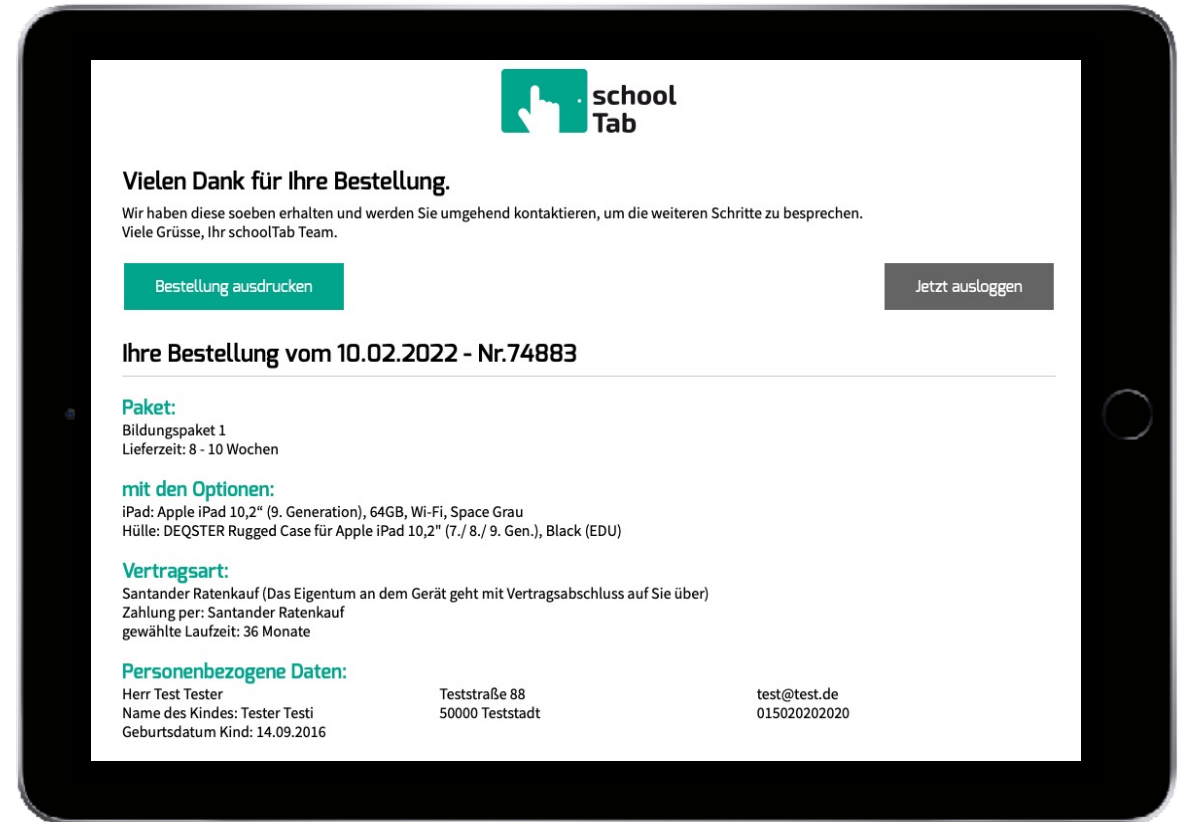 school
Tab
Vielen Dank für Ihre Bestellung.
Wir haben diese soeben erhalten und werden Sie umgehend kontaktieren, um die weiteren Schritte zu besprechen.
Viele Grüsse, Ihr schoolTab Team.
Bestellung ausdrucken
Jetzt ausloggen
Ihre Bestellung vom 10.02.2022 - Nr.74883
Paket:
Bildungspaket 1
Lieferzeit: 8 - 10 Wochen
mit den Optionen:
iPad: Apple iPad 10,2“ (9. Generation), 64GB, Wi-Fi, Space Grau
Hülle: DEQSTER Rugged Case für Apple iPad 10,2" (7./ 8./ 9. Gen.), Black (EDU)
Vertragsart:
Santander Ratenkauf (Das Eigentum an dem Gerät geht mit Vertragsabschluss auf Sie über)
Zahlung per: Santander Ratenkauf
gewählte Laufzeit: 36 Monate
Personenbezogene Daten:
Herr Test Tester
Name des Kindes: Tester Testi
Geburtsdatum Kind: 14.09.2016
Teststraße 88
50000 Teststadt
test@test.de
015020202020